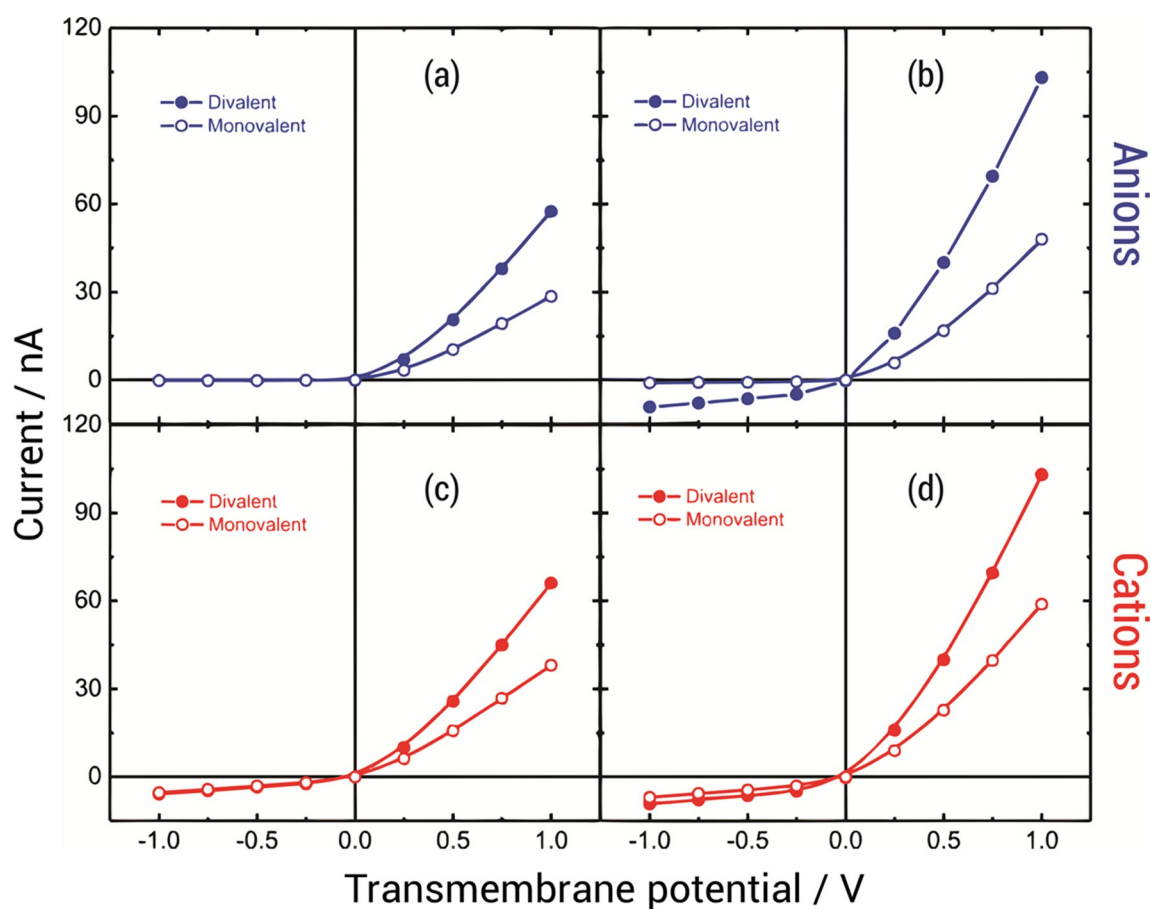 120
90
60
30
0
(a)
Divalent
Monovalent
(b)
Divalent
Monovalent
Anions
120
90
60
30
0
(c)
Divalent
Monovalent
(d)
Divalent
Monovalent
Cations
Current / nA
-1.0 -0.5 0.0 0.5 1.0 -1.0 -0.5 0.0 0.5 1.0
Transmembrane potential / V